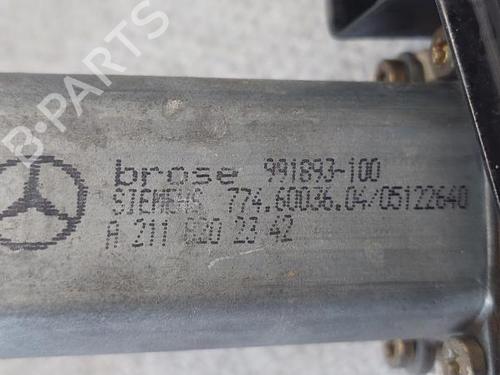 B-PARTS
brose 991893-100
SIEMENS 774.60036.04/05122640
A 211 820 23 42